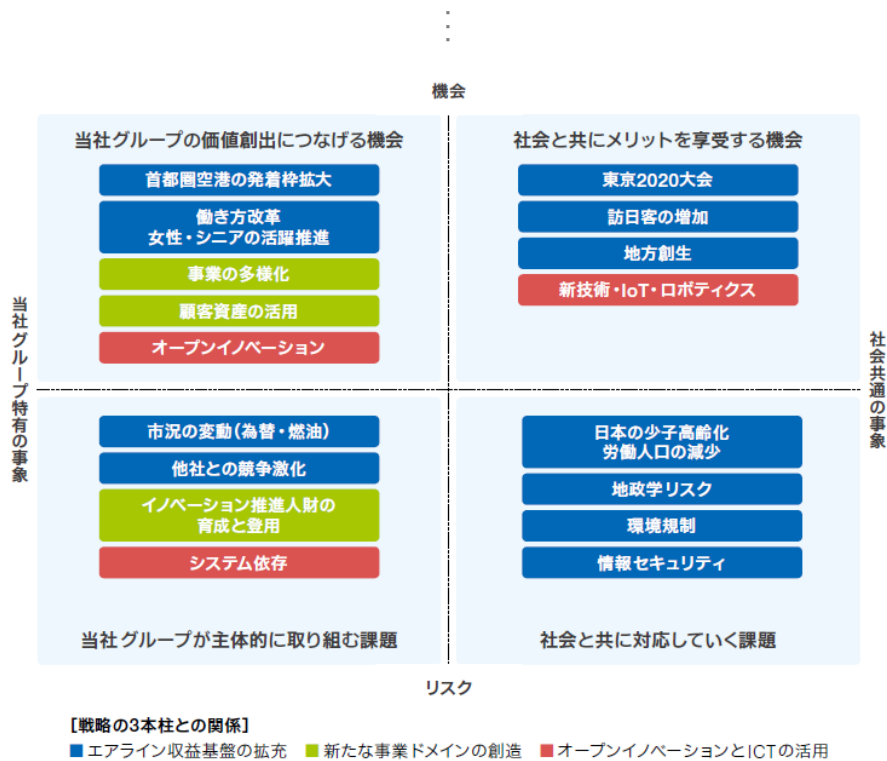 機会
当社グループの価値創出につなげる機会
首都圏空港の発着枠拡大
働き方改革
女性・シニアの活躍推進
事業の多様化
顧客資産の活用
オープンイノベーション
社会と共にメリットを享受する機会
東京2020大会
訪日客の増加
地方創生
新技術・IoT・ロボティクス
当社グループ特有の事象
社会共通の事象
市況の変動（為替・燃油）
他社との競争激化
イノベーション推進人財の
育成と登用
システム依存
当社グループが主体的に取り組む課題
日本の少子高齢化
労働人口の減少
地政学リスク
環境規制
情報セキュリティ
社会と共に対応していく課題
リスク
［戦略の3本柱との関係］
■エアライン収益基盤の拡充 ■新たな事業ドメインの創造 ■オープンイノベーションとICTの活用